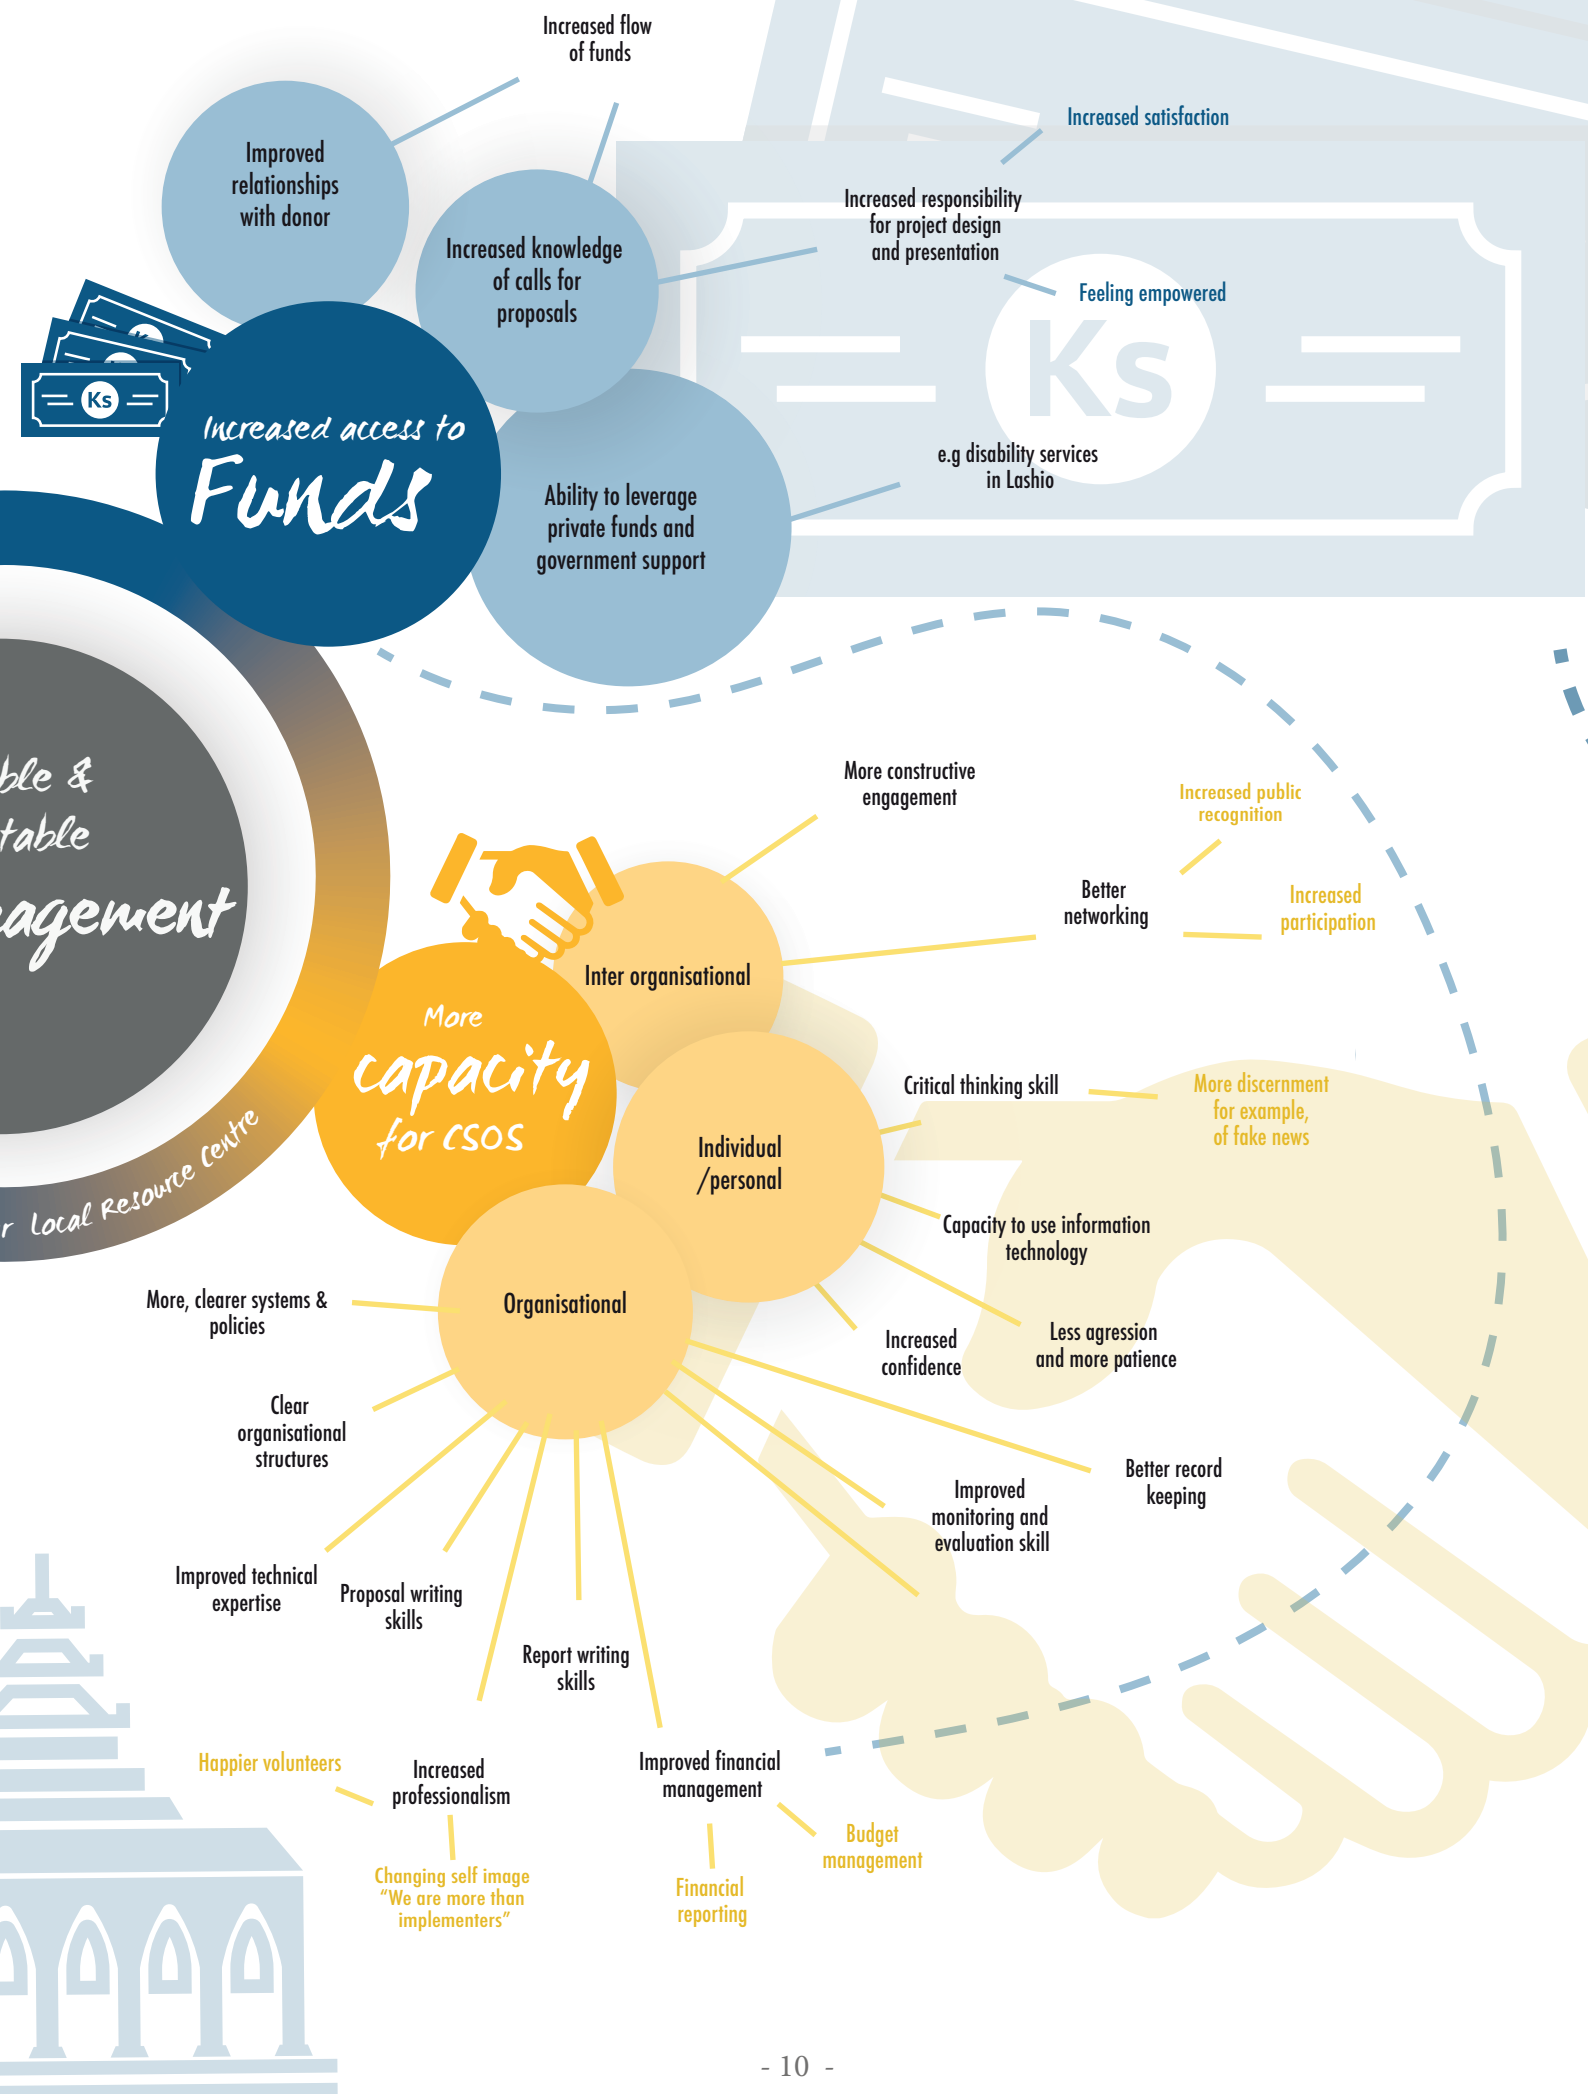 Increased flow
of funds
Improved
relationships
with donor
Increased knowledge
of calls for
proposals
Increased satisfaction
Increased responsibility
for project design
and presentation
Feeling empowered
Ks
Ks
Increased access to
Funds
Ability to leverage
private funds and
government support
e.g disability services
in Lashio
ble &
table
agement
r Local Resource Centre
More constructive
engagement
Increased public
recognition
Better
networking
Increased
participation
Inter organisational
More
capacity
for CSOS
Critical thinking skill
More discernment
for example,
of fake news
Individual
/personal
Capacity to use information
technology
Less agression
and more patience
Increased
confidence
Organisational
More, clearer systems &
policies
Clear
organisational
structures
Better record
keeping
Improved
monitoring and
evaluation skill
Improved technical
expertise
Proposal writing
skills
Report writing
skills
Happier volunteers
Increased
professionalism
Improved financial
management
Changing self image
“We are more than
implementers”
Financial
reporting
Budget
management
- 10 -